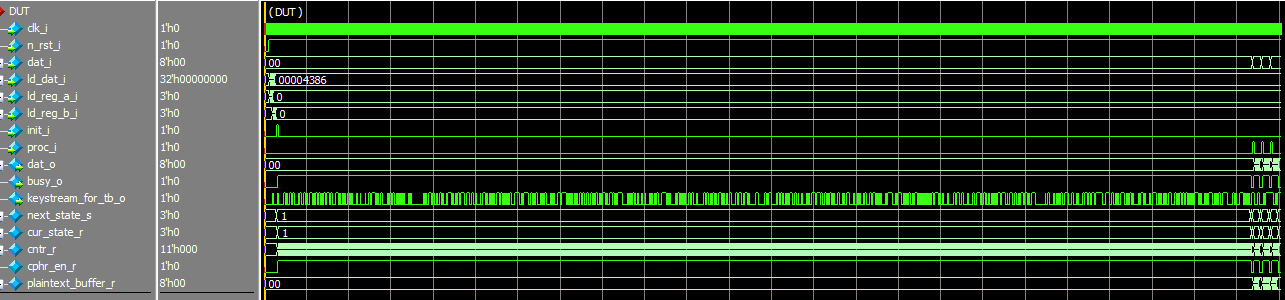 DUT (DUT)
clk_i 1'h0
n_rst_i 1'h0
dat_i 8'h00 00
ld_dat_i 32'h00000000 00004386
ld_reg_a_i 3'h0 0
ld_reg_b_i 3'h0 0
init_i 1'h0
proc_i 1'h0
dat_o 8'h00 00
busy_o 1'h0
keystream_for_tb_o 1'h0
next_state_s 3'h0 1
cur_state_r 3'h0 1
cntr_r 11'h000
cphr_en_r 1'h0
plaintext_buffer_r 8'h00 00